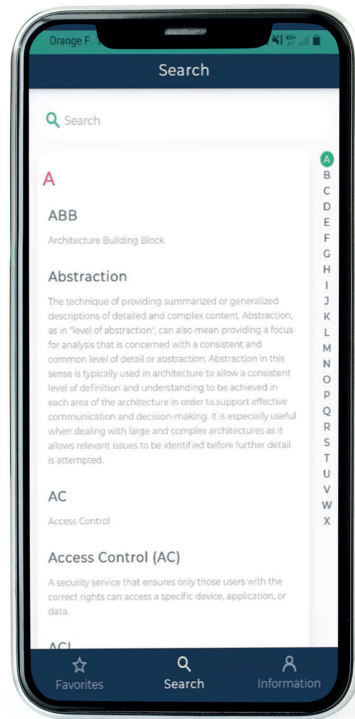 Orange F
4G+
Search
Search
A
ABB
Architecture Building Block
Abstraction
The technique of providing summarized or generalized
descriptions of detailed and complex content. Abstraction,
as in "level of abstraction", can also mean providing a focus
for analysis that is concerned with a consistent and
common level of detail or abstraction. Abstraction in this
sense is typically used in architecture to allow a consistent
level of definition and understanding to be achieved in
each area of the architecture in order to support effective
communication and decision-making. It is especially useful
when dealing with large and complex architectures as it
allows relevant issues to be identified before further detail
is attempted.
AC
Access Control
Access Control (AC)
A security service that ensures only those users with the
correct rights can access a specific device, application, or
data.
ACL
A
B
C
D
E
F
G
H
I
J
K
L
M
N
O
P
Q
R
S
T
U
V
W
X
Favorites
Search
Information